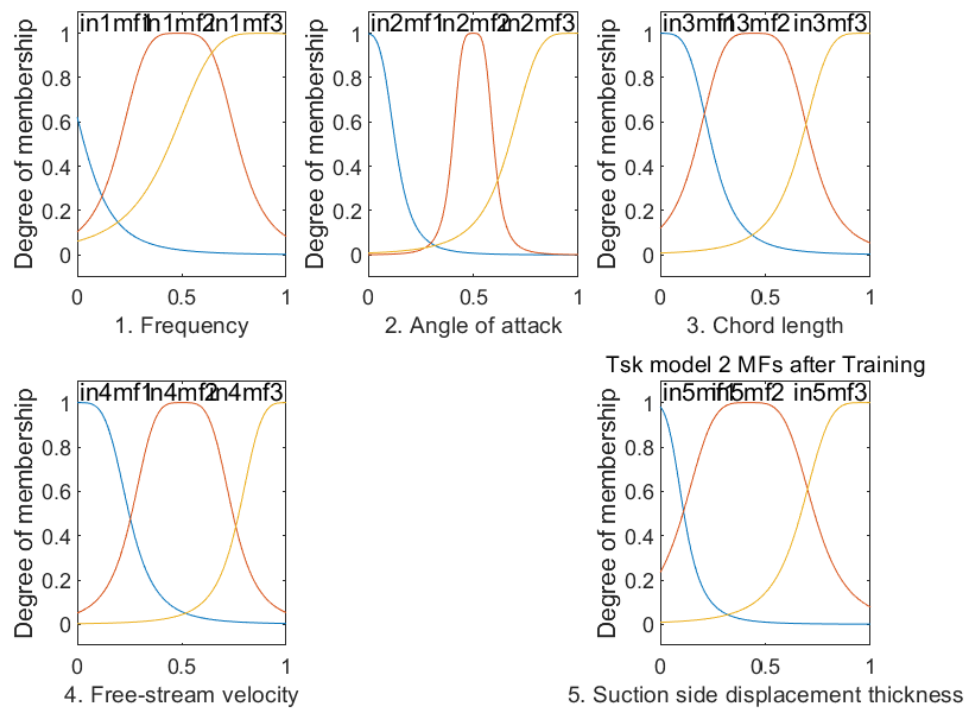 in1mf1 in1mf2 in1mf3
Degree of membership
1
0.8
0.6
0.4
0.2
0
0 0.5 1
1. Frequency
in2mf1 in2mf2 in2mf3
Degree of membership
1
0.8
0.6
0.4
0.2
0
0 0.5 1
2. Angle of attack
in3mf1 in3mf2 in3mf3
Degree of membership
1
0.8
0.6
0.4
0.2
0
0 0.5 1
3. Chord length
in4mf1 in4mf2 in4mf3
Degree of membership
1
0.8
0.6
0.4
0.2
0
0 0.5 1
4. Free-stream velocity
Tsk model 2 MFs after Training
in5mf1 in5mf2 in5mf3
Degree of membership
1
0.8
0.6
0.4
0.2
0
0 0.5 1
5. Suction side displacement thickness